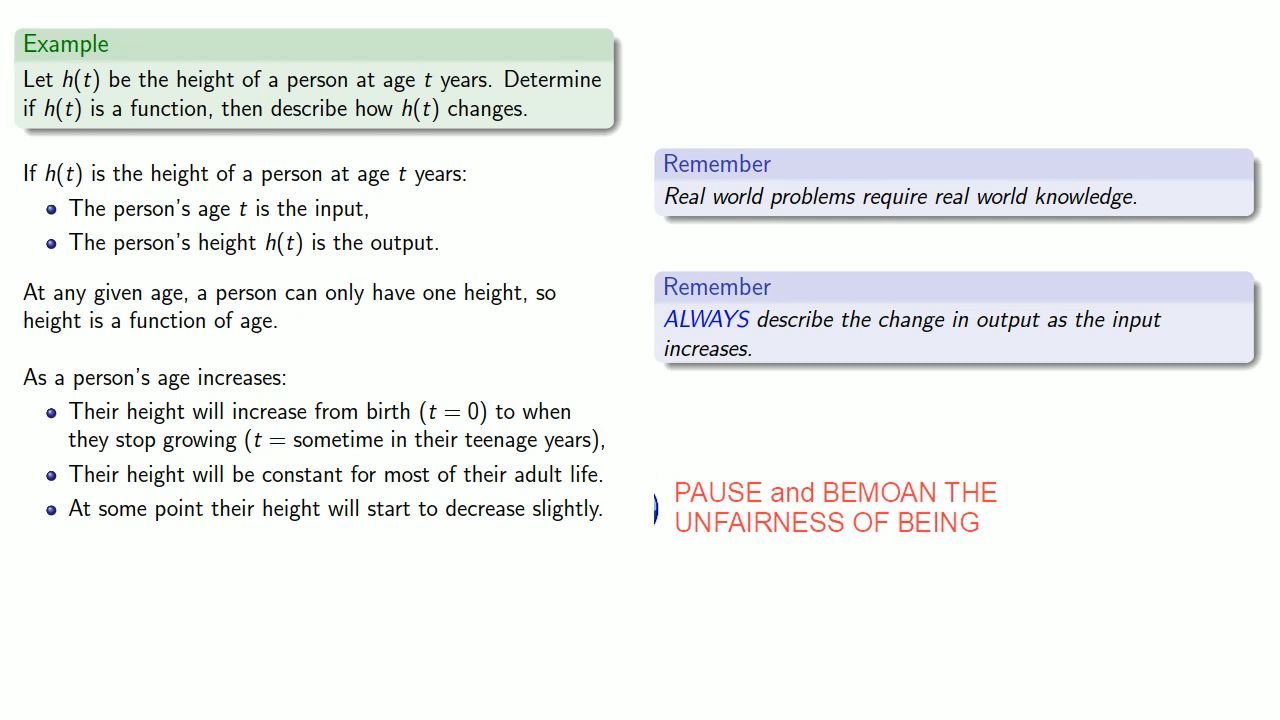 Example
Let h(t) be the height of a person at age t years. Determine
if h(t) is a function, then describe how h(t) changes.
If h(t) is the height of a person at age t years:
The person's age t is the input,
The person's height h(t) is the output.
At any given age, a person can only have one height, so
height is a function of age.
As a person's age increases:
Their height will increase from birth (t = 0) to when
they stop growing (t = sometime in their teenage years),
Their height will be constant for most of their adult life.
At some point their height will start to decrease slightly.
Remember
Real world problems require real world knowledge.
Remember
ALWAYS describe the change in output as the input
increases.
PAUSE and BEMOAN THE
UNFAIRNESS OF BEING